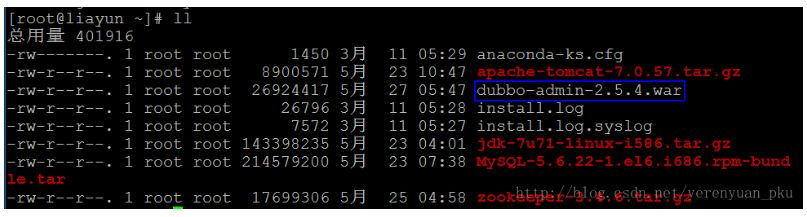 [root@liayun ~]# ll
总用量 401916
-rw-------. 1 root root      1450 3月  11 05:29 anaconda-ks.cfg
-rw-r--r--. 1 root root   8900571 5月  23 10:47 apache-tomcat-7.0.57.tar.gz
-rw-r--r--. 1 root root  26924417 5月  27 05:47 dubbo-admin-2.5.4.war
-rw-r--r--. 1 root root     26796 3月  11 05:28 install.log
-rw-r--r--. 1 root root      7572 3月  11 05:27 install.log.syslog
-rw-r--r--. 1 root root 143398235 5月  23 04:01 jdk-7u71-linux-i586.tar.gz
-rw-r--r--. 1 root root 214579200 5月  23 07:38 MySQL-5.6.22-1.el6.i686.rpm-bund
le.tar
-rw-r--r--. 1 root root  17699306 5月  25 04:58 zookeeper-3.4.6.tar.gz
http://blog.csdn.net/yerenyuan_pku